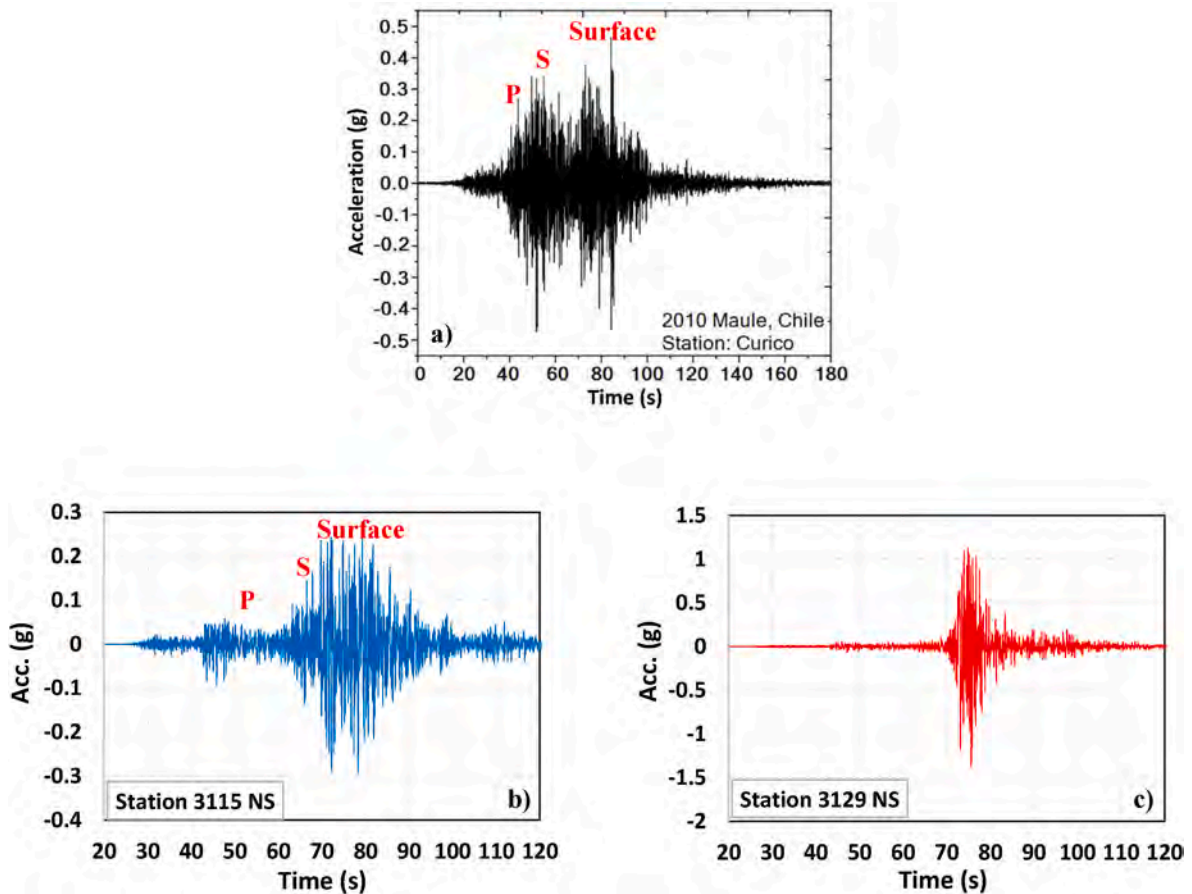 0.5
0.4
0.3
0.2
0.1
0.0
-0.1
-0.2
-0.3
-0.4
-0.5
Acceleration (g)
Surface
S
P
a)
2010 Maule, Chile
Station: Curico
0 20 40 60 80 100 120 140 160 180
Time (s)
0.3
0.2
0.1
0
-0.1
-0.2
-0.3
-0.4
Acc. (g)
Surface
S
P
Station 3115 NS
b)
20 30 40 50 60 70 80 90 100 110 120
Time (s)
1.5
1
0.5
0
-0.5
-1
-1.5
-2
Acc. (g)
Station 3129 NS
c)
20 30 40 50 60 70 80 90 100 110 120
Time (s)